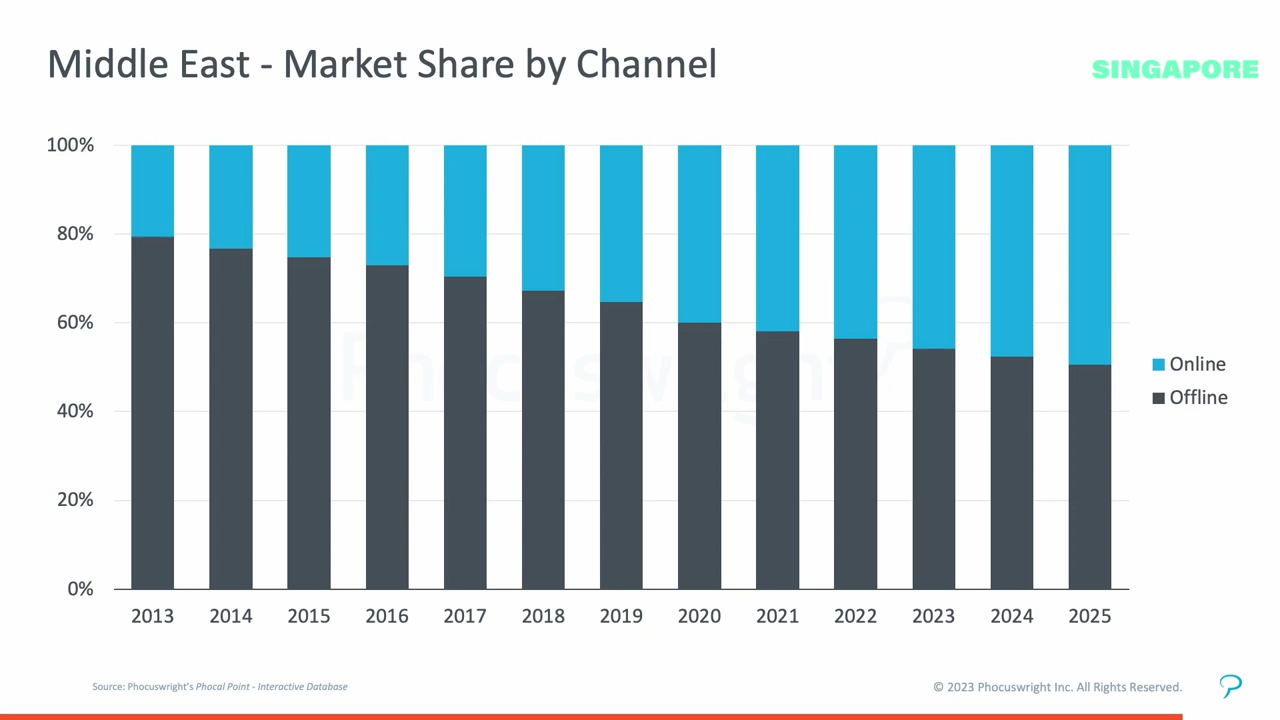 Middle East - Market Share by Channel
SINGAPORE
100%
80%
60%
40%
20%
0%
Phocuswright
Online
Offline
2013 2014 2015 2016 2017 2018 2019 2020 2021 2022 2023 2024 2025
Source: Phocuswright's Phocal Point - Interactive Database
© 2023 Phocuswright Inc. All Rights Reserved.